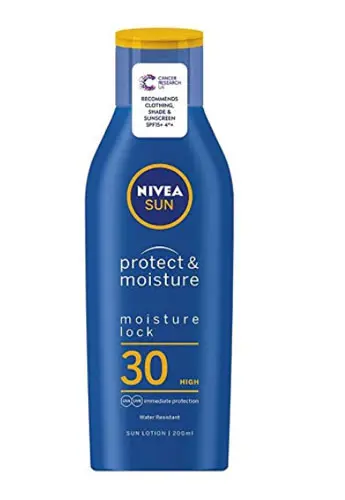 CANCER
RESEARCH
UK
RECOMMENDS
CLOTHING,
SHADE &
SUNSCREEN
SPF15+ 4*+
NIVEA
SUN
protect &
moisture
moisture
lock
30 HIGH
UVA UVB immediate protection
Water Resistant
SUN LOTION | 200ml